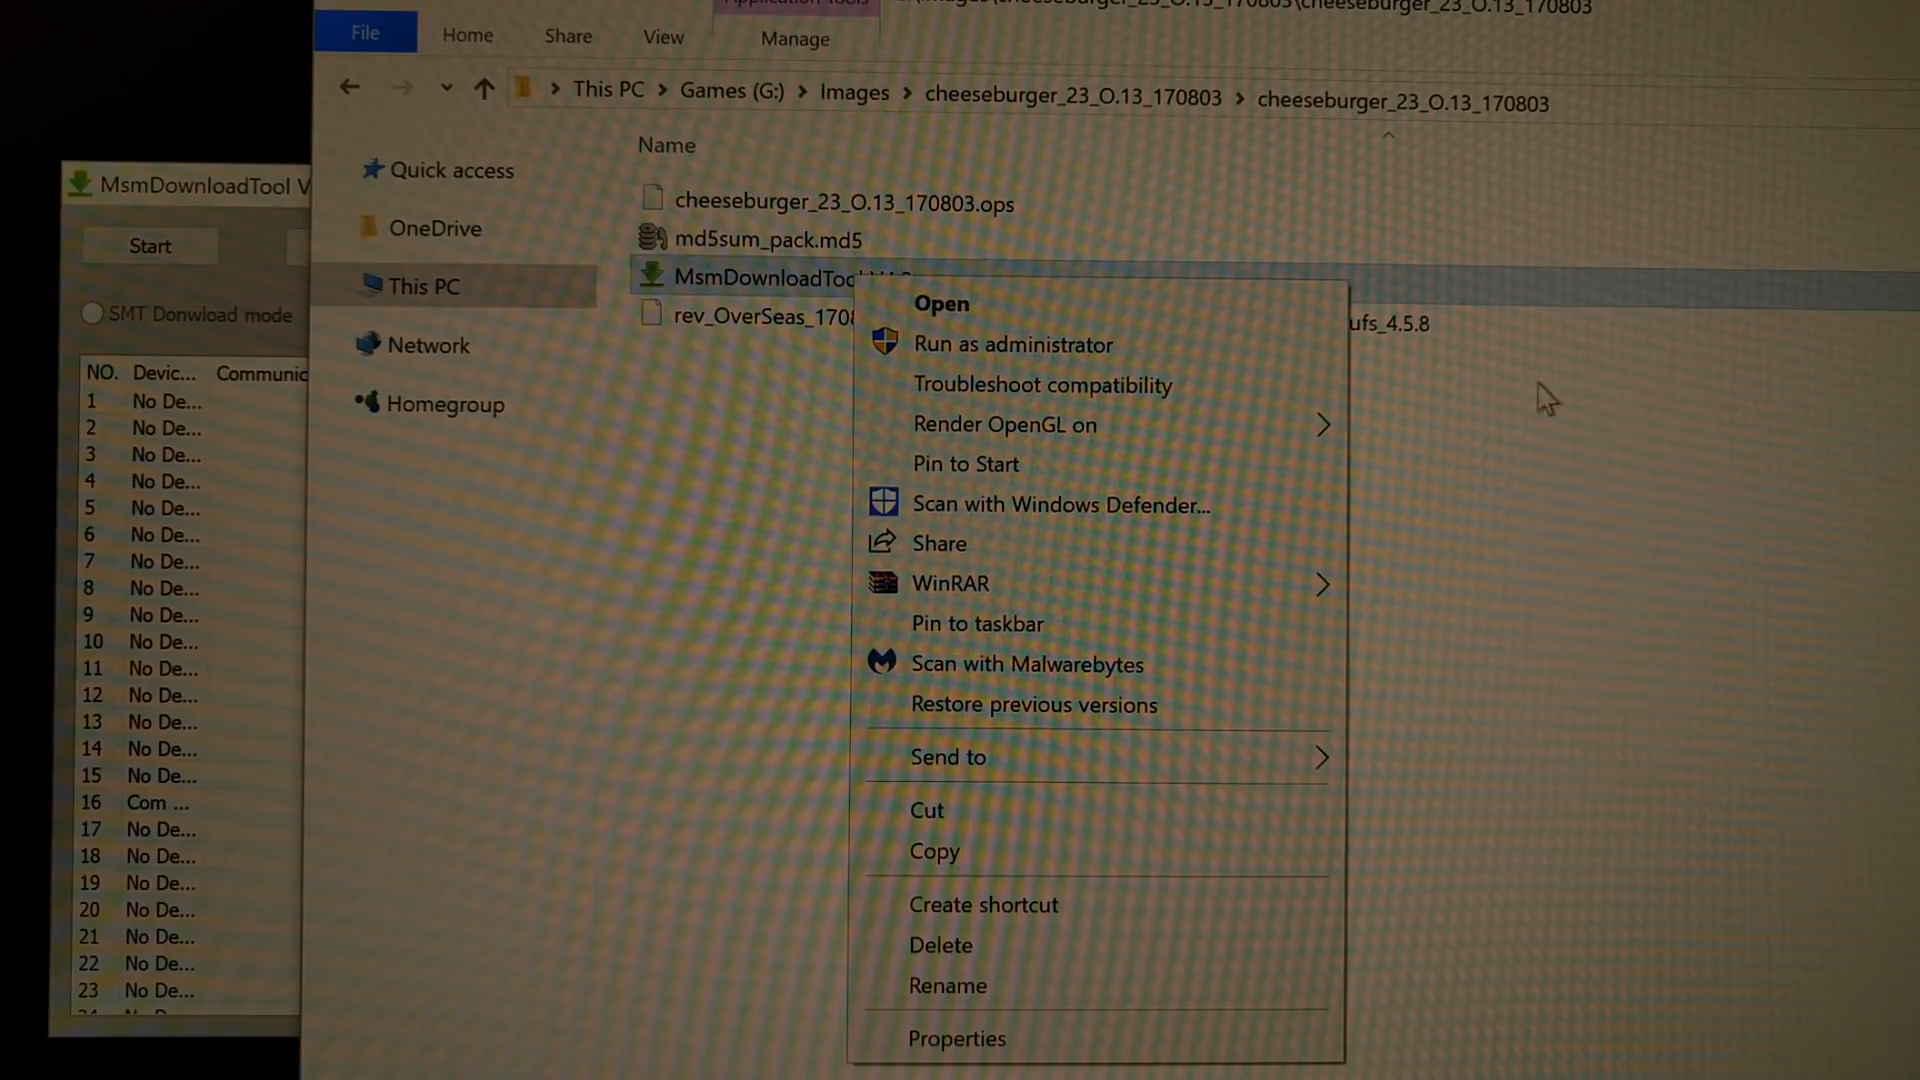 cheeseburger_23_O.13_170803\cheeseburger_23_O.13_170803
File Home Share View Manage
This PC > Games (G:) > Images > cheeseburger_23_O.13_170803 > cheeseburger_23_O.13_170803
Name
Quick access
OneDrive
This PC
Network
Homegroup
cheeseburger_23_O.13_170803.ops
md5sum_pack.md5
MsmDownloadToo
rev_OverSeas_170
ufs_4.5.8
Open
Run as administrator
Troubleshoot compatibility
Render OpenGL on
Pin to Start
Scan with Windows Defender...
Share
WinRAR
Pin to taskbar
Scan with Malwarebytes
Restore previous versions
Send to
Cut
Copy
Create shortcut
Delete
Rename
Properties
MsmDownloadTool V
Start
SMT Donwload mode
NO. Devic... Communic
1 No De...
2 No De...
3 No De...
4 No De...
5 No De...
6 No De...
7 No De...
8 No De...
9 No De...
10 No De...
11 No De...
12 No De...
13 No De...
14 No De...
15 No De...
16 Com ...
17 No De...
18 No De...
19 No De...
20 No De...
21 No De...
22 No De...
23 No De...